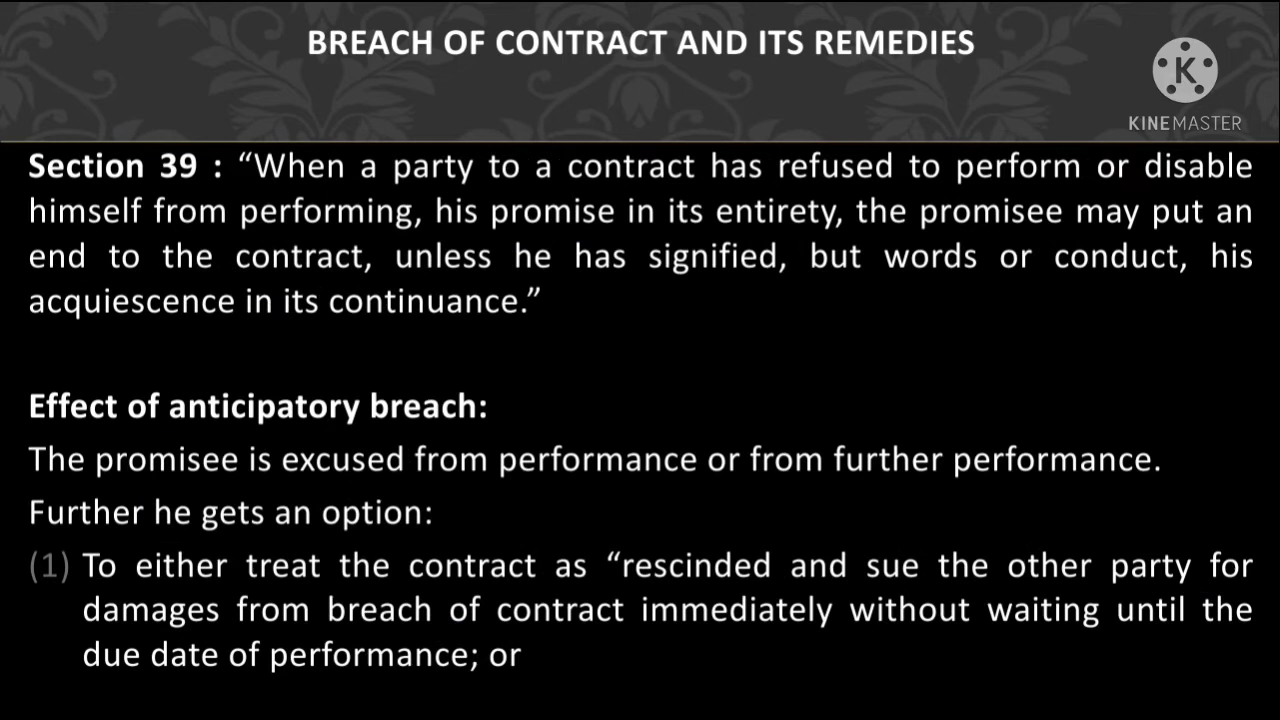 BREACH OF CONTRACT AND ITS REMEDIES
K
KINEMASTER
Section 39 : “When a party to a contract has refused to perform or disable
himself from performing, his promise in its entirety, the promisee may put an
end to the contract, unless he has signified, but words or conduct, his
acquiescence in its continuance.”
Effect of anticipatory breach:
The promisee is excused from performance or from further performance.
Further he gets an option:
(1) To either treat the contract as “rescinded and sue the other party for
damages from breach of contract immediately without waiting until the
due date of performance; or